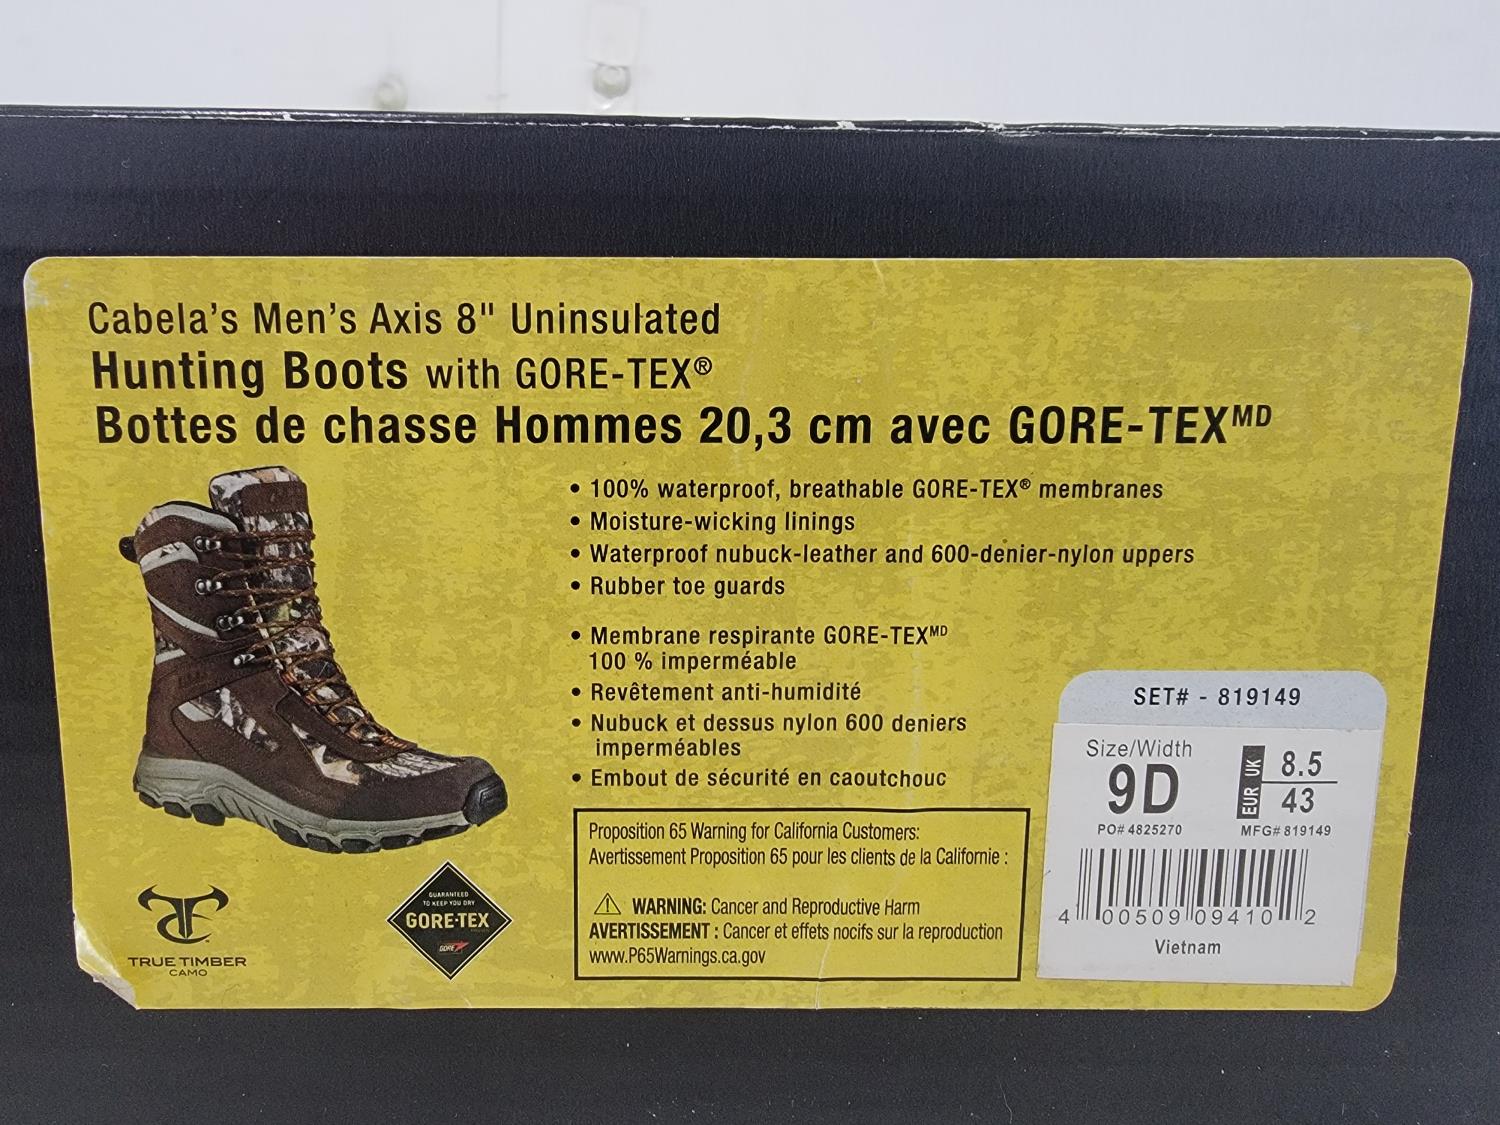 Cabela's Men's Axis 8" Uninsulated
Hunting Boots with GORE-TEX®
Bottes de chasse Hommes 20,3 cm avec GORE-TEXMD
• 100% waterproof, breathable GORE-TEX® membranes
• Moisture-wicking linings
• Waterproof nubuck-leather and 600-denier-nylon uppers
• Rubber toe guards
• Membrane respirante GORE-TEXMD
100 % imperméable
• Revêtement anti-humidité
• Nubuck et dessus nylon 600 deniers
imperméables
• Embout de sécurité en caoutchouc
Proposition 65 Warning for California Customers:
Avertissement Proposition 65 pour les clients de la Californie :
⚠ WARNING: Cancer and Reproductive Harm
AVERTISSEMENT : Cancer et effets nocifs sur la reproduction
www.P65Warnings.ca.gov
TRUE TIMBER
CAMO
GUARANTEED
TO KEEP YOU DRY
GORE-TEX
GORE
SET# - 819149
Size/Width
9D
PO# 4825270
UK 8.5
EUR 43
MFG# 819149
4 00509 09410 2
Vietnam